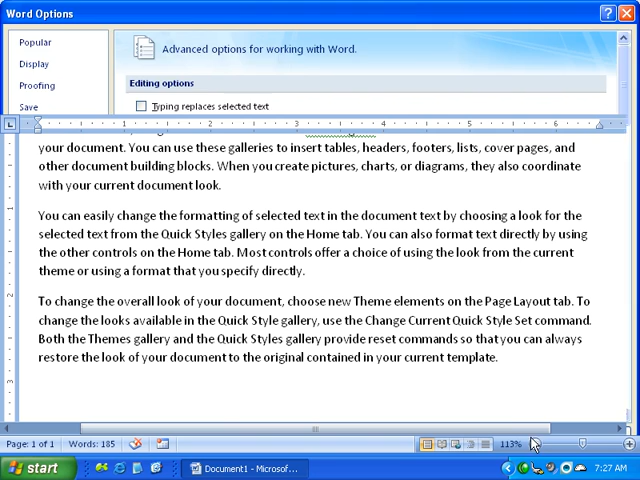 Word Options
Popular
Display
Proofing
Save
Advanced options for working with Word.
Editing options
Typing replaces selected text
1 2 3 4 5 6
your document. You can use these galleries to insert tables, headers, footers, lists, cover pages, and
other document building blocks. When you create pictures, charts, or diagrams, they also coordinate
with your current document look.
You can easily change the formatting of selected text in the document text by choosing a look for the
selected text from the Quick Styles gallery on the Home tab. You can also format text directly by using
the other controls on the Home tab. Most controls offer a choice of using the look from the current
theme or using a format that you specify directly.
To change the overall look of your document, choose new Theme elements on the Page Layout tab. To
change the looks available in the Quick Style gallery, use the Change Current Quick Style Set command.
Both the Themes gallery and the Quick Styles gallery provide reset commands so that you can always
restore the look of your document to the original contained in your current template.
1
2
3
Page: 1 of 1 Words: 185 113%
start Document1 - Microsof... 7:27 AM